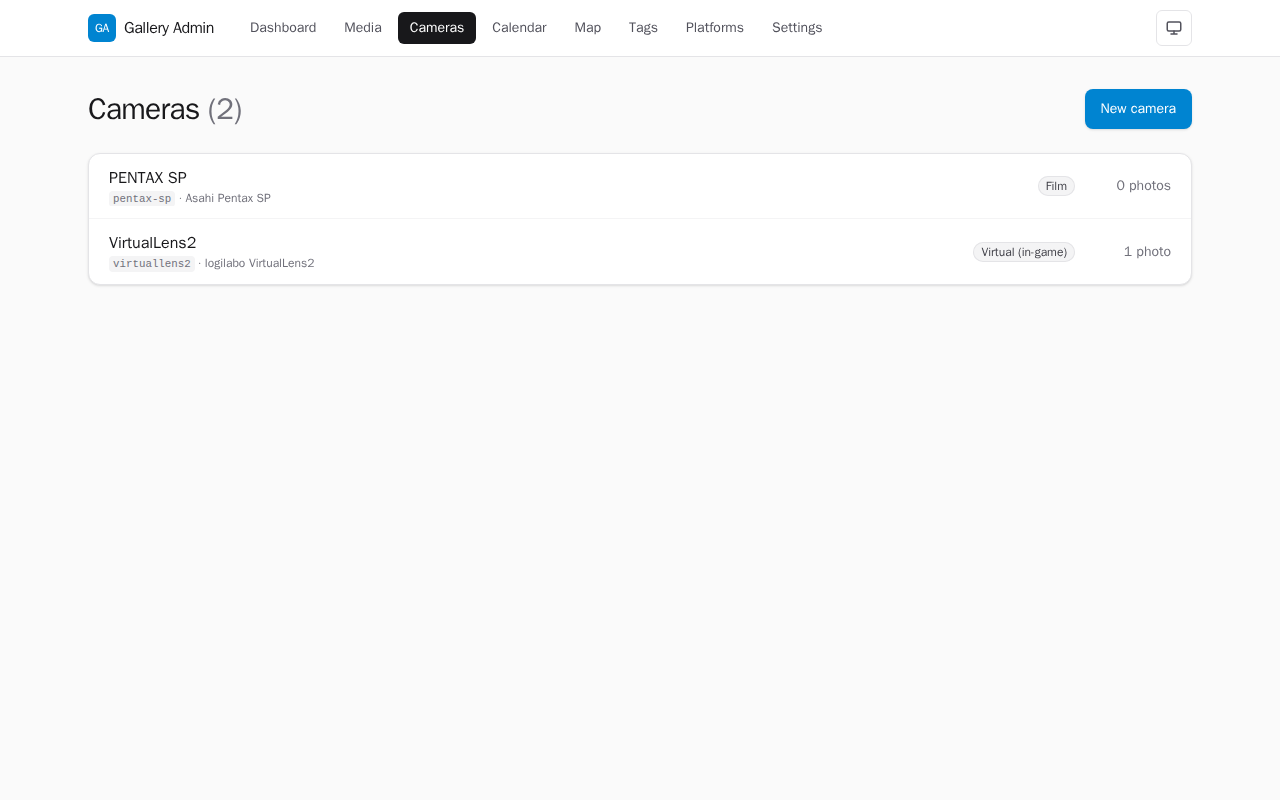 GA Gallery Admin Dashboard Media Cameras Calendar Map Tags Platforms Settings
Cameras (2) New camera
PENTAX SP
pentax-sp · Asahi Pentax SP Film 0 photos
VirtualLens2
virtuallens2 · logilabo VirtualLens2 Virtual (in-game) 1 photo